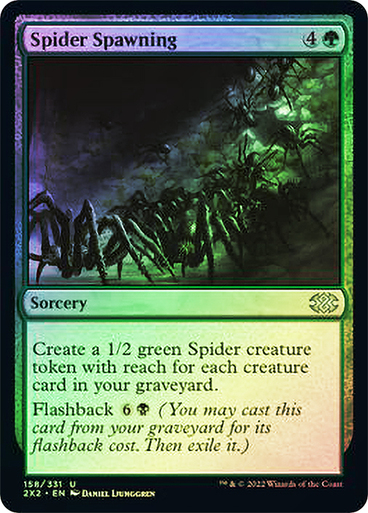 Spider Spawning 4
Sorcery
Create a 1/2 green Spider creature
token with reach for each creature
card in your graveyard.
Flashback 6 (You may cast this
card from your graveyard for its
flashback cost. Then exile it.)
158/331 U
2X2 • EN DANIEL LJUNGGREN
™ & © 2022 Wizards of the Coast